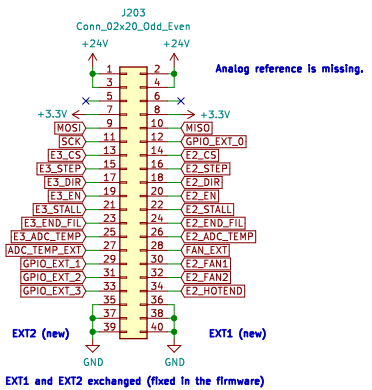 J203
Conn_02x20_Odd_Even
+24V +24V
Analog reference is missing.
1 2
3 4
5 6
+3.3V 7 8 +3.3V
MOSI 9 10 MISO
SCK 11 12 GPIO_EXT_0
E3_CS 13 14 E2_CS
E3_STEP 15 16 E2_STEP
E3_DIR 17 18 E2_DIR
E3_EN 19 20 E2_EN
E3_STALL 21 22 E2_STALL
E3_END_FIL 23 24 E2_END_FIL
E3_ADC_TEMP 25 26 E2_ADC_TEMP
ADC_TEMP_EXT 27 28 FAN_EXT
GPIO_EXT_1 29 30 E2_FAN1
GPIO_EXT_2 31 32 E2_FAN2
GPIO_EXT_3 33 34 E2_HOTEND
35 36
37 38
39 40
EXT2 (new) EXT1 (new)
GND GND
EXT1 and EXT2 exchanged (fixed in the firmware)